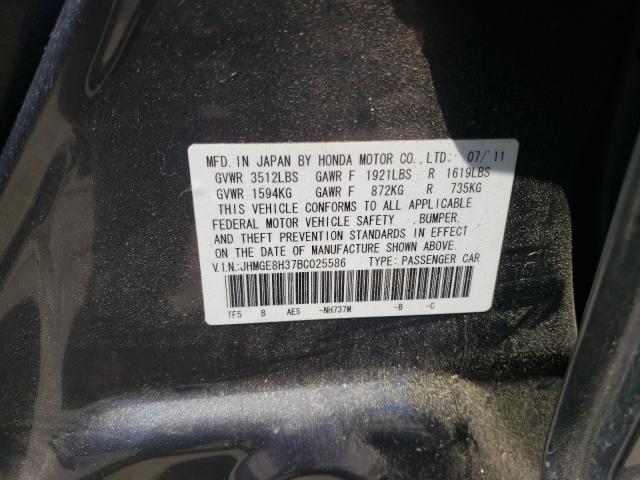 MFD. IN JAPAN BY HONDA MOTOR CO., LTD: 07/'11
GVWR 3512LBS GAWR F 1921LBS R 1619LBS
GVWR 1594KG GAWR F 872KG R 735KG
THIS VEHICLE CONFORMS TO ALL APPLICABLE
FEDERAL MOTOR VEHICLE SAFETY , BUMPER,
AND THEFT PREVENTION STANDARDS IN EFFECT
ON THE DATE OF MANUFACTURE SHOWN ABOVE.
V.I.N.:JHMGE8H37BC025586 TYPE: PASSENGER CAR
TF5 B AE5 -NH737M -B -C